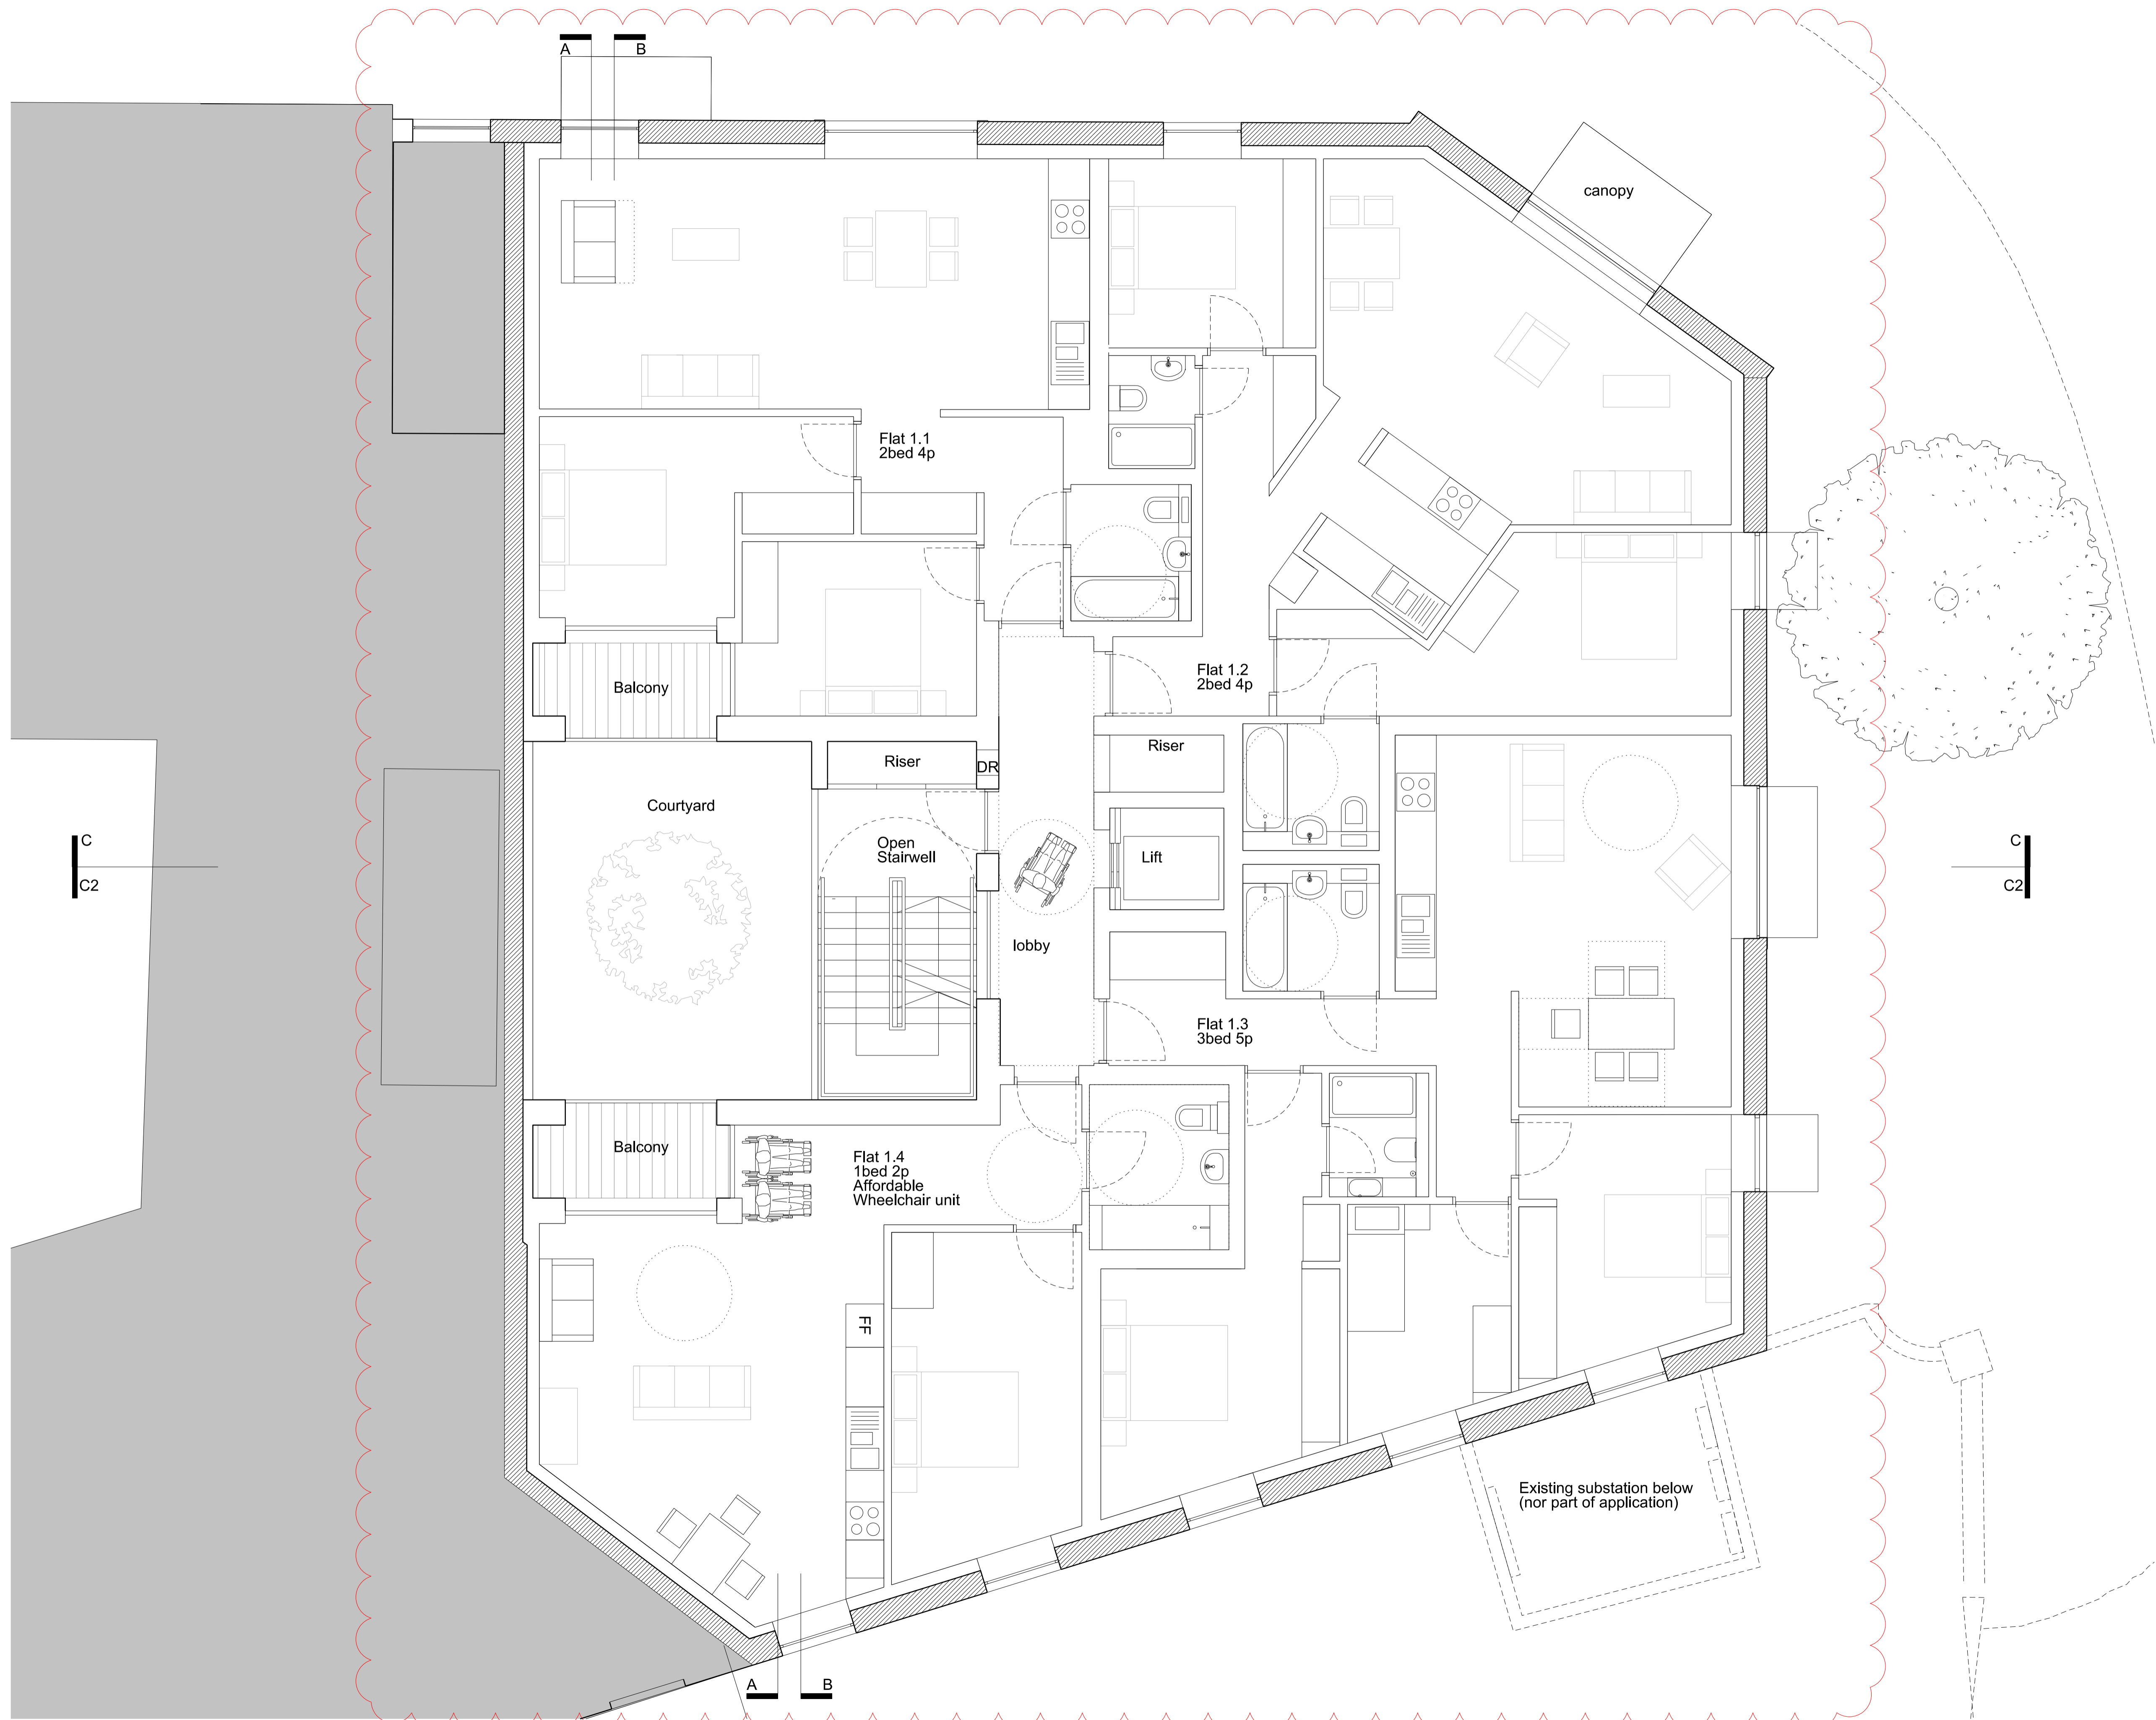 A
B
canopy
Flat 1.1
2bed 4p
Balcony
Flat 1.2
2bed 4p
Riser
DR
Riser
Courtyard
Open
Stairwell
Lift
C
C2
C
C2
lobby
Flat 1.3
3bed 5p
Balcony
Flat 1.4
1bed 2p
Affordable
Wheelchair unit
FF
Existing substation below
(nor part of application)
A
B